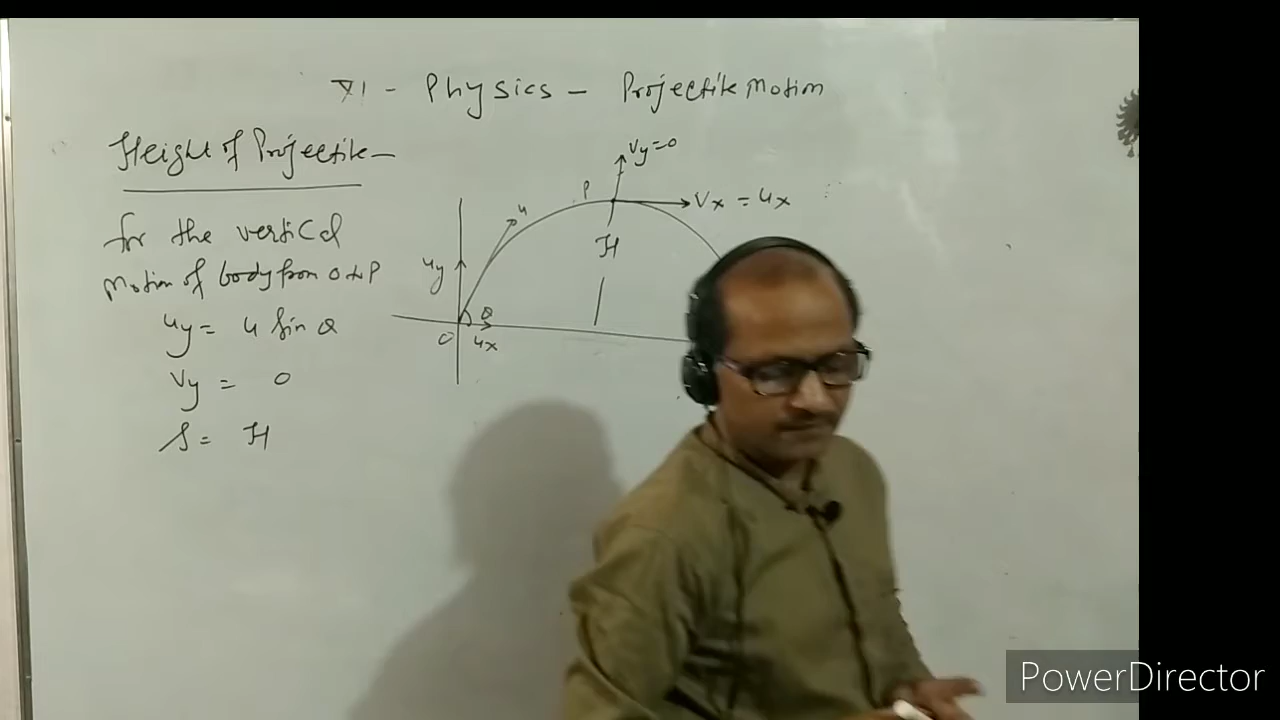 XI - Physics - Projectile Motion
Height of Projectile -
for the vertical
Motion of body from O to P
uy = u Sin θ
Vy = 0
S = H
Vy = 0
P
Vx = ux
u
H
uy
θ
O
ux
PowerDirector